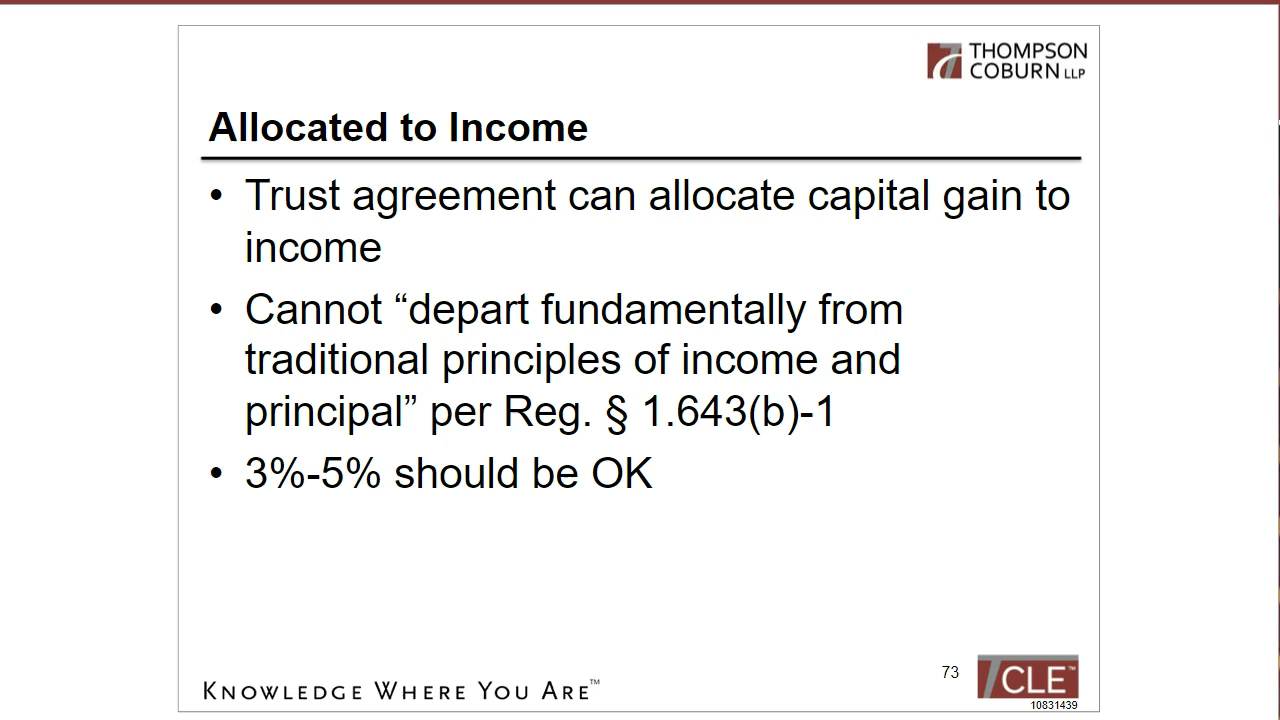 THOMPSON
COBURN LLP
Allocated to Income
• Trust agreement can allocate capital gain to
income
• Cannot “depart fundamentally from
traditional principles of income and
principal” per Reg. § 1.643(b)-1
• 3%-5% should be OK
KNOWLEDGE WHERE YOU ARE™
73
TCLE™
10831439